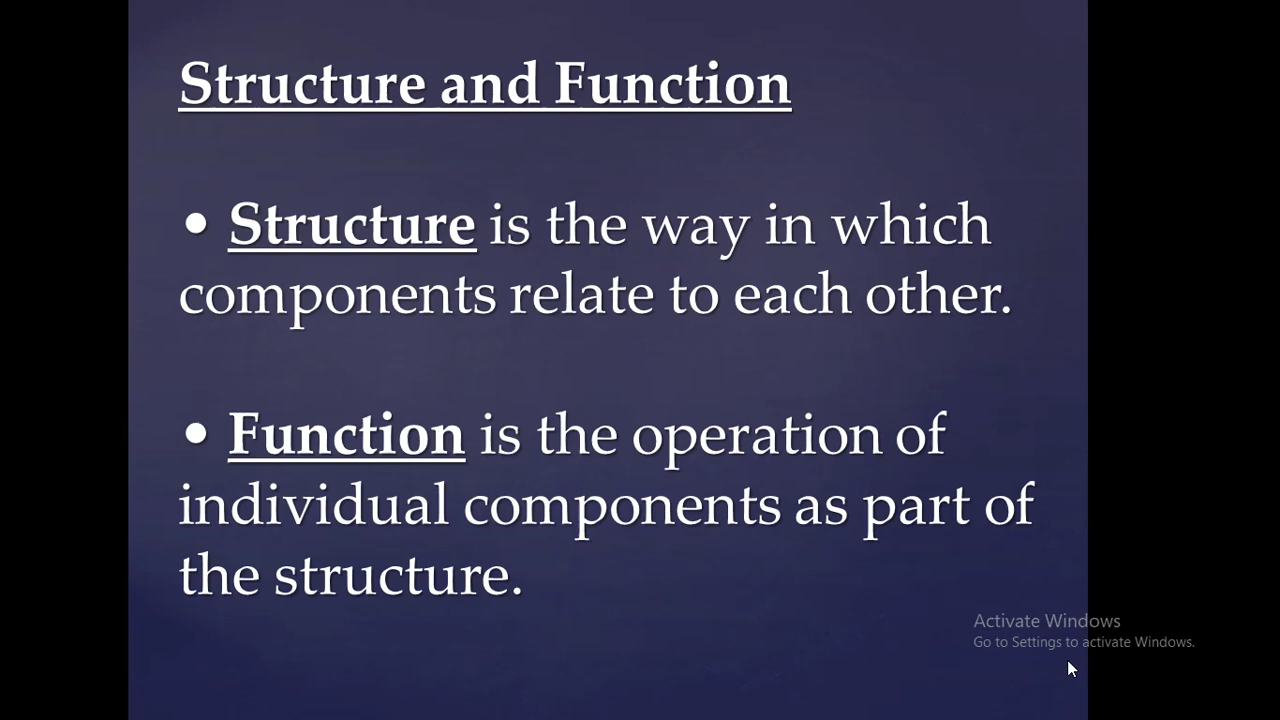 Structure and Function
• Structure is the way in which
components relate to each other.
• Function is the operation of
individual components as part of
the structure.
Activate Windows
Go to Settings to activate Windows.